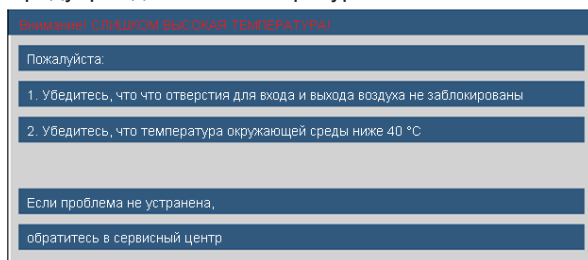 Внимание! СЛИШКОМ ВЫСОКАЯ ТЕМПЕРАТУРА!
Пожалуйста:
1. Убедитесь, что что отверстия для входа и выхода воздуха не заблокированы
2. Убедитесь, что температура окружающей среды ниже 40 °C
Если проблема не устранена,
обратитесь в сервисный центр